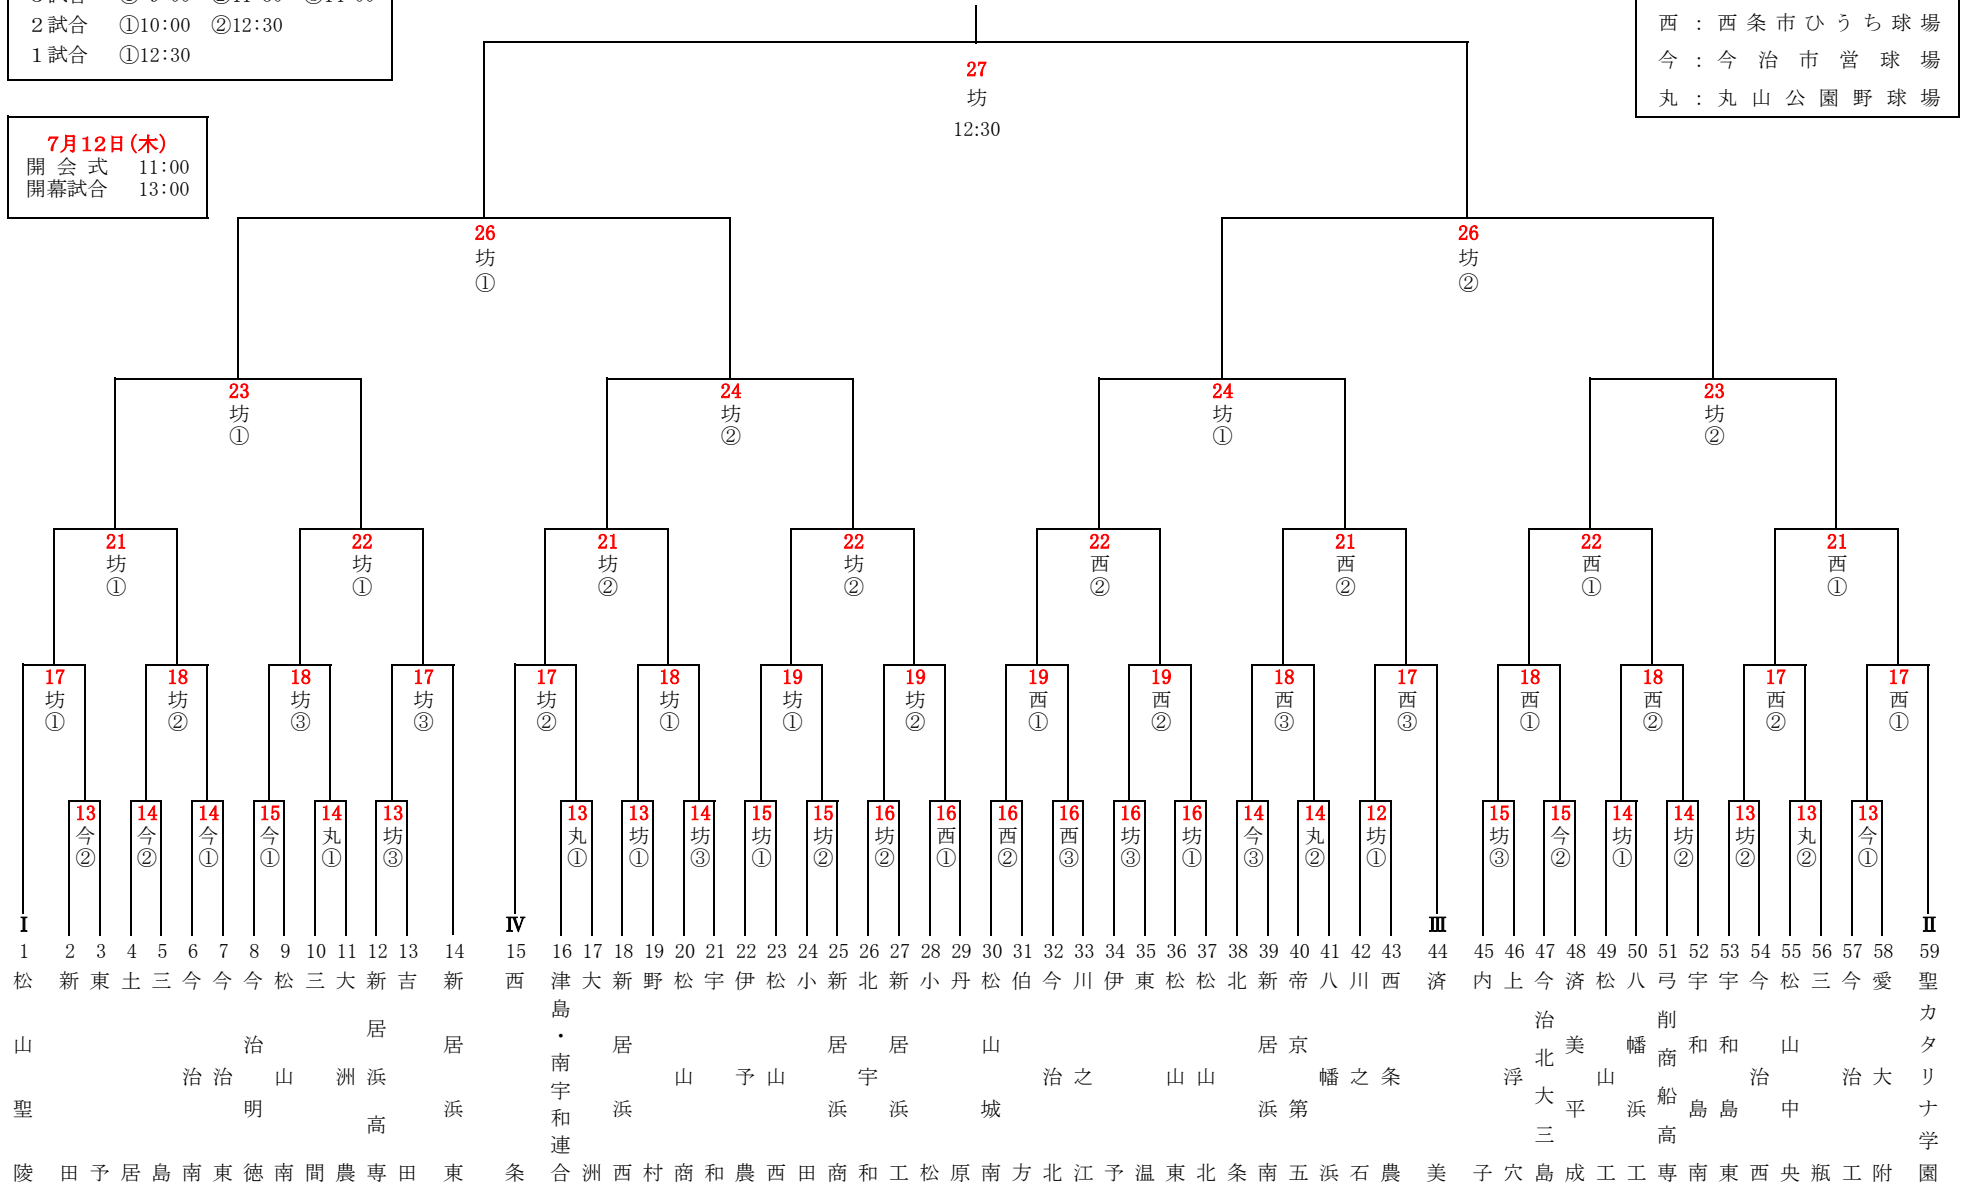 ２試合　①10:00　②12:30
１試合　①12:30
西：西条市ひうち球場
今：今治市営球場
丸：丸山公園野球場
7月12日(木)
開会式　11:00
開幕試合　13:00
27
坊
12:30
26 26
坊 坊
① ②
23 24 24 23
坊 坊 坊 坊
① ② ① ②
21 22 21 22 22 21 22 21
坊 坊 坊 坊 西 西 西 西
① ① ② ② ② ② ① ①
17 18 18 17 17 18 19 19 19 19 18 17 18 18 17 17
坊 坊 坊 坊 坊 坊 坊 坊 西 西 西 西 西 西 西 西
① ② ③ ③ ② ① ① ② ① ② ③ ③ ① ② ② ①
13 14 14 15 14 13 13 13 14 15 15 16 16 16 16 16 16 14 14 12 15 15 14 14 13 13 13
今 今 今 今 丸 坊 丸 坊 坊 坊 坊 坊 西 西 西 坊 坊 今 丸 坊 坊 今 坊 坊 坊 丸 今
② ② ① ① ① ③ ① ① ③ ① ② ② ① ② ③ ③ ① ③ ② ① ③ ② ① ② ② ② ①
Ⅰ Ⅳ Ⅲ Ⅱ
1 松山聖陵
2 新田
3 東予
4 土居
5 三島
6 今治南
7 今治東
8 今治明徳
9 松山南
10 三間
11 大洲農
12 新居浜高専
13 吉田
14 新居浜東
15 西条
16 津島・南宇和連合
17 大洲
18 新居浜西
19 野村
20 松山商
21 宇和
22 伊予農
23 松山西
24 小田
25 新居浜商
26 北宇和
27 新居浜工
28 小松
29 丹原
30 松山城南
31 伯方
32 今治北
33 川之江
34 伊予
35 東温
36 松山東
37 松山北
38 北条
39 新居浜南
40 帝京第五
41 八幡浜
42 川之石
43 西条農
44 済美
45 内子
46 上浮穴
47 今治北大三島
48 済美平成
49 松山工
50 八幡浜工
51 弓削商船高専
52 宇和島南
53 宇和島東
54 今治西
55 松山中央
56 三瓶
57 今治工
58 愛大附
59 聖カタリナ学園